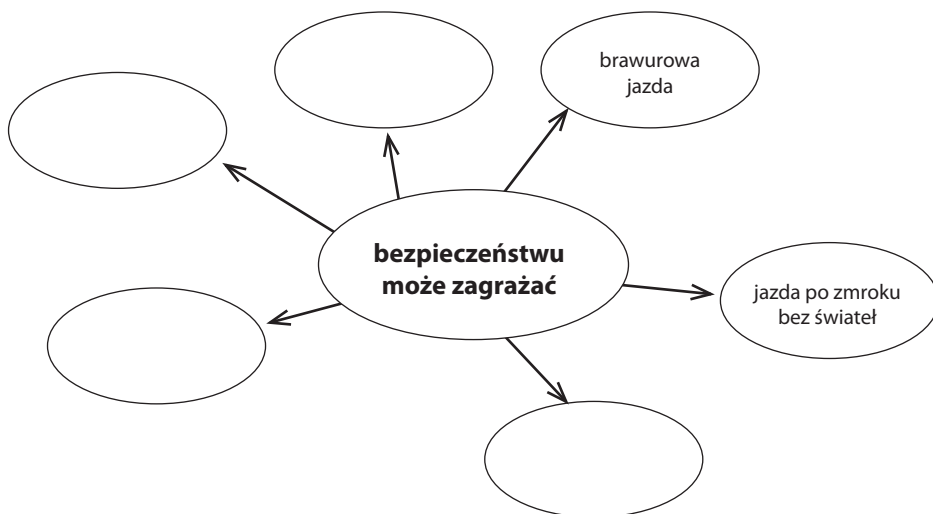 brawurowa
jazda
bezpieczeństwu
może zagrażać
jazda po zmroku
bez świateł